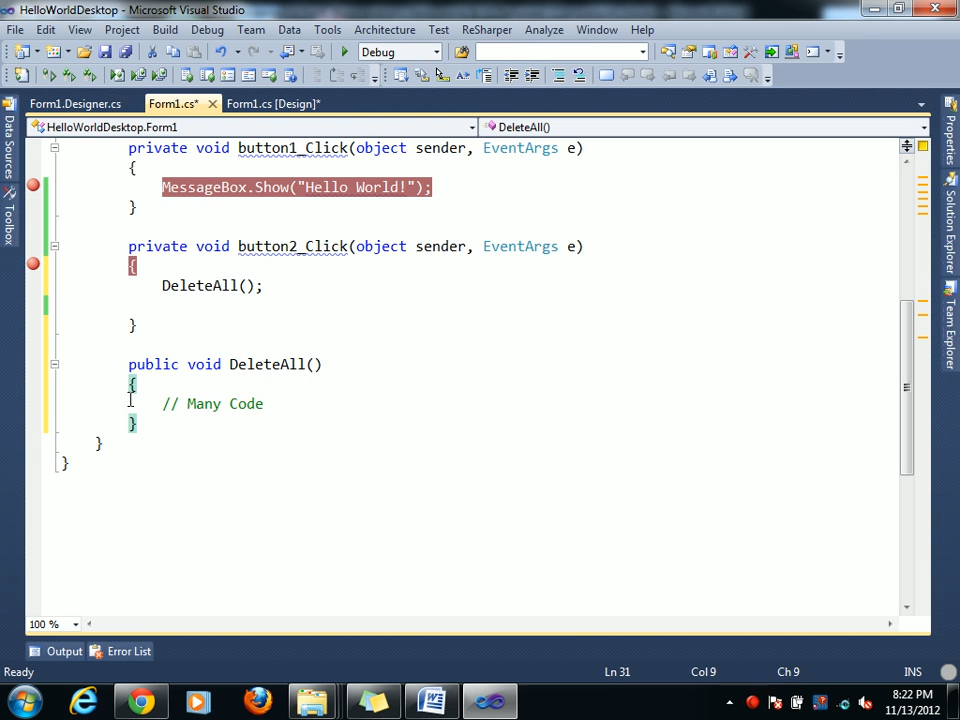 HelloWorldDesktop - Microsoft Visual Studio
File Edit View Project Build Debug Team Data Tools Architecture Test ReSharper Analyze Window Help
Debug
Form1.Designer.cs Form1.cs* Form1.cs [Design]*
HelloWorldDesktop.Form1 DeleteAll()
Data Sources
Toolbox
Properties
Solution Explorer
Team Explorer
private void button1_Click(object sender, EventArgs e)
{
MessageBox.Show("Hello World!");
}
private void button2_Click(object sender, EventArgs e)
{
DeleteAll();
}
public void DeleteAll()
{
// Many Code
}
}
}
100 %
Output Error List
Ready Ln 31 Col 9 Ch 9 INS
8:22 PM
11/13/2012